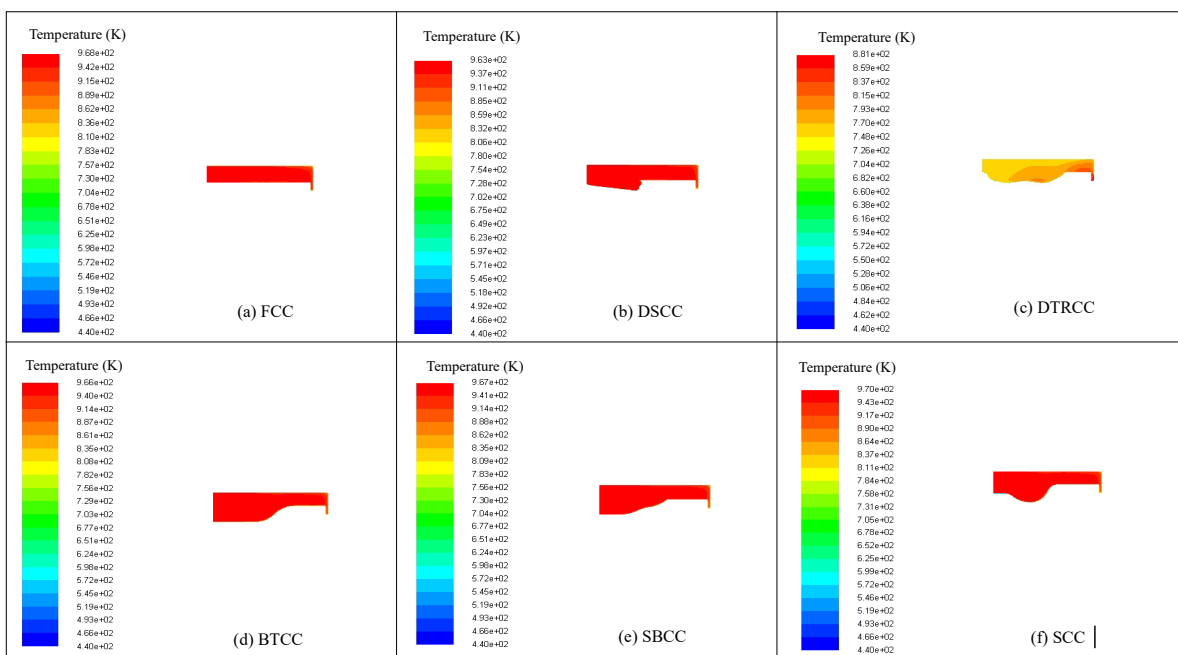 Temperature (K)
9.68e+02
9.42e+02
9.15e+02
8.89e+02
8.62e+02
8.36e+02
8.10e+02
7.83e+02
7.57e+02
7.30e+02
7.04e+02
6.78e+02
6.51e+02
6.25e+02
5.98e+02
5.72e+02
5.46e+02
5.19e+02
4.93e+02
4.66e+02
4.40e+02
(a) FCC
Temperature (K)
9.63e+02
9.37e+02
9.11e+02
8.85e+02
8.59e+02
8.32e+02
8.06e+02
7.80e+02
7.54e+02
7.28e+02
7.02e+02
6.75e+02
6.49e+02
6.23e+02
5.97e+02
5.71e+02
5.45e+02
5.18e+02
4.92e+02
4.66e+02
4.40e+02
(b) DSCC
Temperature (K)
8.81e+02
8.59e+02
8.37e+02
8.15e+02
7.93e+02
7.70e+02
7.48e+02
7.26e+02
7.04e+02
6.82e+02
6.60e+02
6.38e+02
6.16e+02
5.94e+02
5.72e+02
5.50e+02
5.28e+02
5.06e+02
4.84e+02
4.62e+02
4.40e+02
(c) DTRCC
Temperature (K)
9.66e+02
9.40e+02
9.14e+02
8.87e+02
8.61e+02
8.35e+02
8.08e+02
7.82e+02
7.56e+02
7.29e+02
7.03e+02
6.77e+02
6.51e+02
6.24e+02
5.98e+02
5.72e+02
5.45e+02
5.19e+02
4.93e+02
4.66e+02
4.40e+02
(d) BTCC
Temperature (K)
9.67e+02
9.41e+02
9.14e+02
8.88e+02
8.62e+02
8.35e+02
8.09e+02
7.83e+02
7.56e+02
7.30e+02
7.04e+02
6.77e+02
6.51e+02
6.24e+02
5.98e+02
5.72e+02
5.45e+02
5.19e+02
4.93e+02
4.66e+02
4.40e+02
(e) SBCC
Temperature (K)
9.70e+02
9.43e+02
9.17e+02
8.90e+02
8.64e+02
8.37e+02
8.11e+02
7.84e+02
7.58e+02
7.31e+02
7.05e+02
6.78e+02
6.52e+02
6.25e+02
5.99e+02
5.72e+02
5.46e+02
5.19e+02
4.93e+02
4.66e+02
4.40e+02
(f) SCC